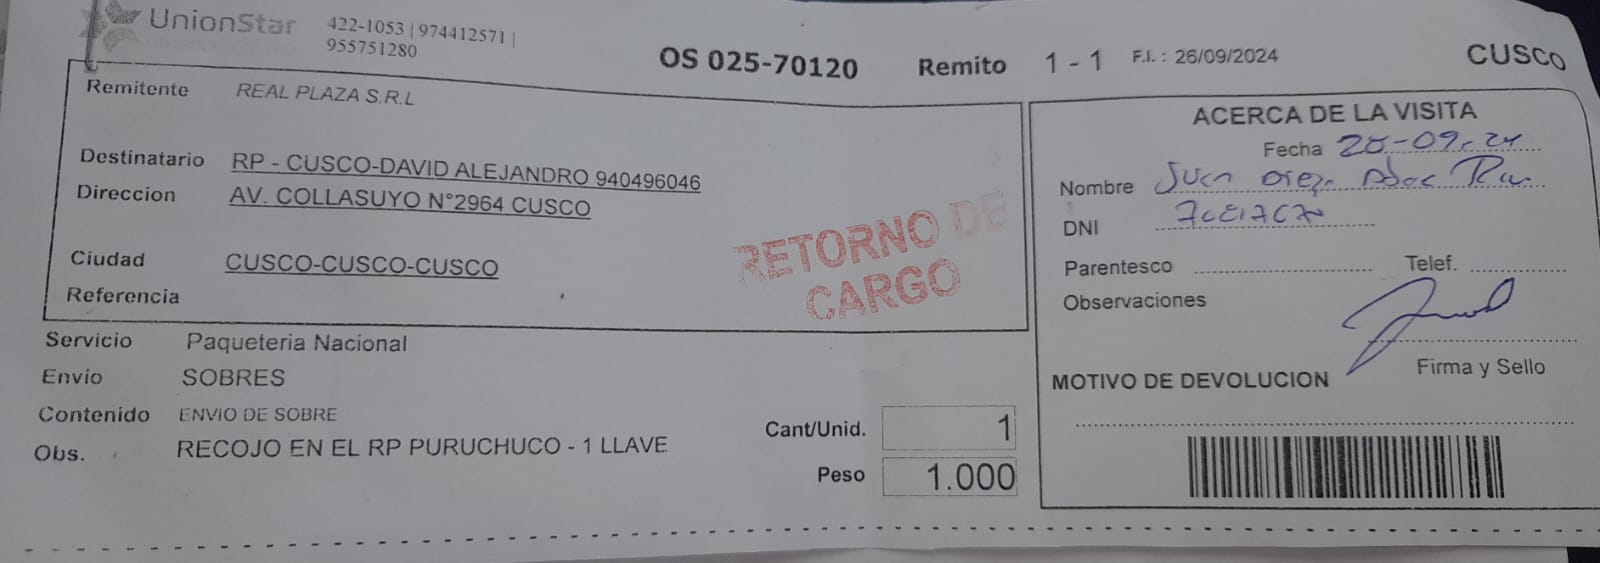 UnionStar
422-1053 | 974412571 |
955751280
OS 025-70120
Remito 1 - 1
F.I. : 26/09/2024
CUSCO
Remitente REAL PLAZA S.R.L
Destinatario RP - CUSCO-DAVID ALEJANDRO 940496046
Direccion AV. COLLASUYO N°2964 CUSCO
Ciudad CUSCO-CUSCO-CUSCO
Referencia
RETORNO DE
CARGO
Servicio Paqueteria Nacional
Envio SOBRES
Contenido ENVIO DE SOBRE
Obs. RECOJO EN EL RP PURUCHUCO - 1 LLAVE
Cant/Unid. 1
Peso 1.000
ACERCA DE LA VISITA
Fecha
Nombre Juan
DNI
Parentesco Telef.
Observaciones
Firma y Sello
MOTIVO DE DEVOLUCION